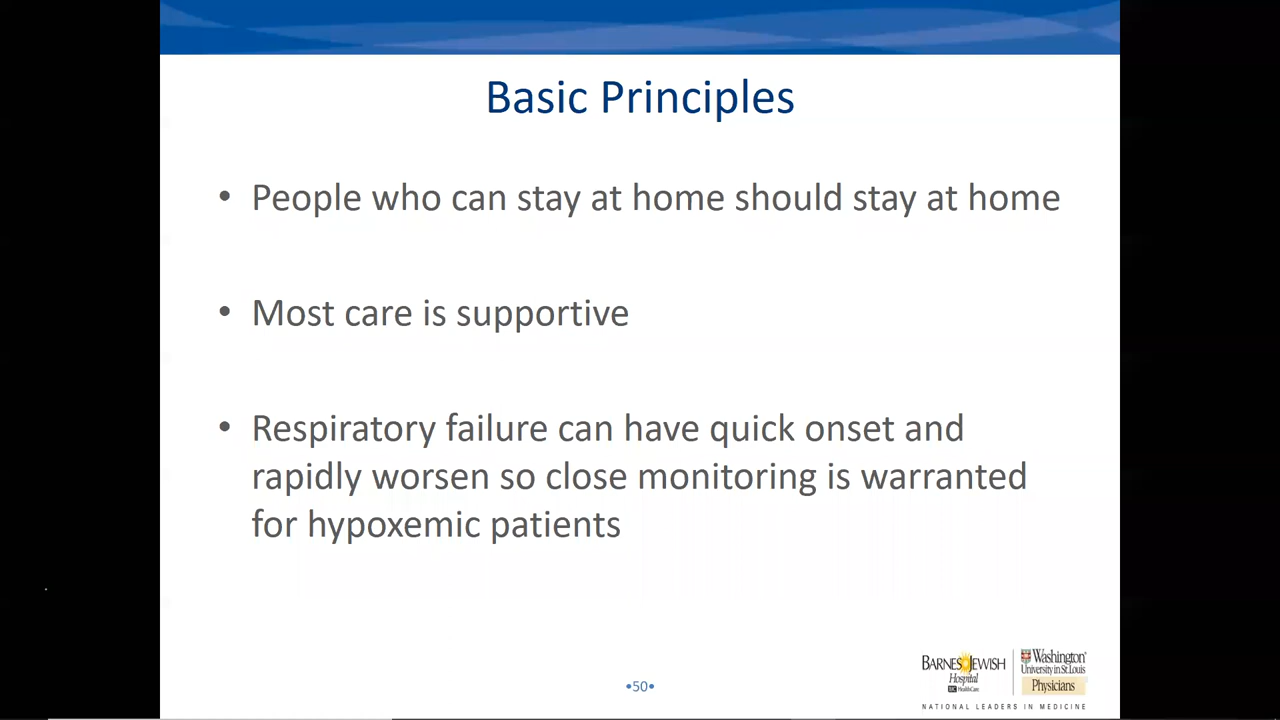 Basic Principles
• People who can stay at home should stay at home
• Most care is supportive
• Respiratory failure can have quick onset and
rapidly worsen so close monitoring is warranted
for hypoxemic patients
•50•
BARNES JEWISH
Hospital
BJC HealthCare
Washington
University in St. Louis
Physicians
NATIONAL LEADERS IN MEDICINE